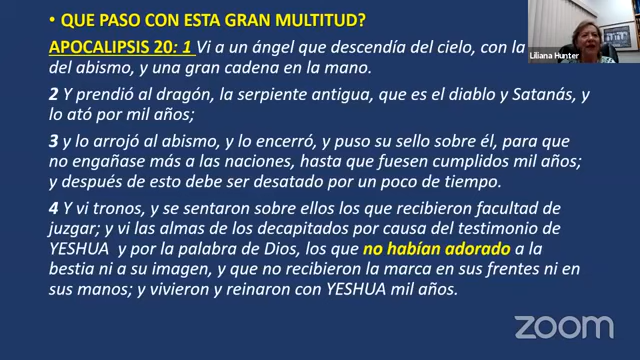 • QUE PASO CON ESTA GRAN MULTITUD?
APOCALIPSIS 20: 1 Vi a un ángel que descendía del cielo, con la
del abismo, y una gran cadena en la mano.
2 Y prendió al dragón, la serpiente antigua, que es el diablo y Satanás, y
lo ató por mil años;
3 y lo arrojó al abismo, y lo encerró, y puso su sello sobre él, para que
no engañase más a las naciones, hasta que fuesen cumplidos mil años;
y después de esto debe ser desatado por un poco de tiempo.
4 Y vi tronos, y se sentaron sobre ellos los que recibieron facultad de
juzgar; y vi las almas de los decapitados por causa del testimonio de
YESHUA y por la palabra de Dios, los que no habían adorado a la
bestia ni a su imagen, y que no recibieron la marca en sus frentes ni en
sus manos; y vivieron y reinaron con YESHUA mil años.
Liliana Hunter
zoom